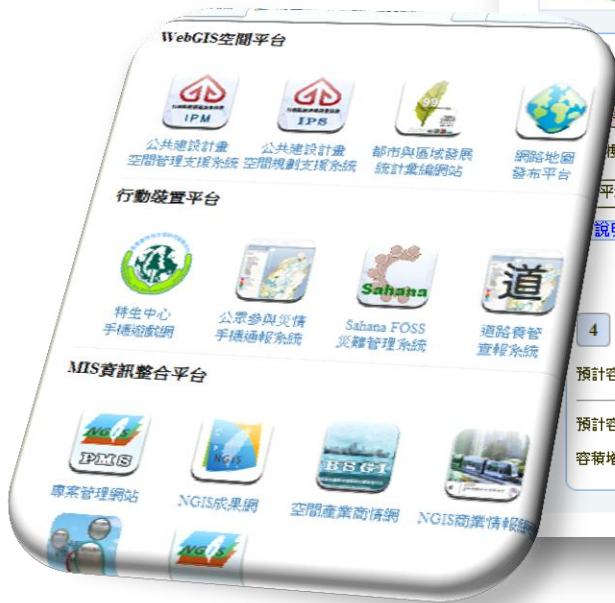 WebGIS空間平台
IPM
IPS
99
公共建設計畫
空間管理支援系統
公共建設計畫
空間規劃支援系統
都市與區域發展
統計彙編網站
網路地圖
發布平台
行動裝置平台
Sahana
道
特生中心
手機遊戲網
公眾參與災情
手機通報系統
Sahana FOSS
災難管理系統
道路養管
查報系統
MIS資訊整合平台
NGIS
PMS
NGIS
BSGI
專案管理網站
NGIS成果網
空間產業商情網
NGIS商業情報網
NGIS
說明
4
預計容
預計容
容積